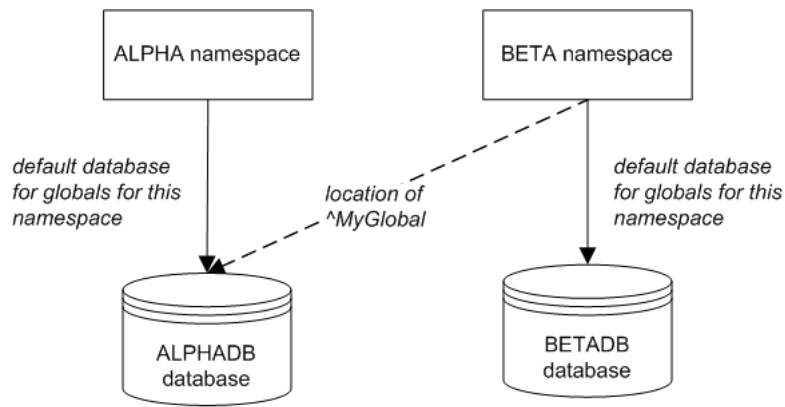 ALPHA namespace
BETA namespace
default database
for globals for this
namespace
location of
^MyGlobal
default database
for globals for this
namespace
ALPHADB
database
BETADB
database